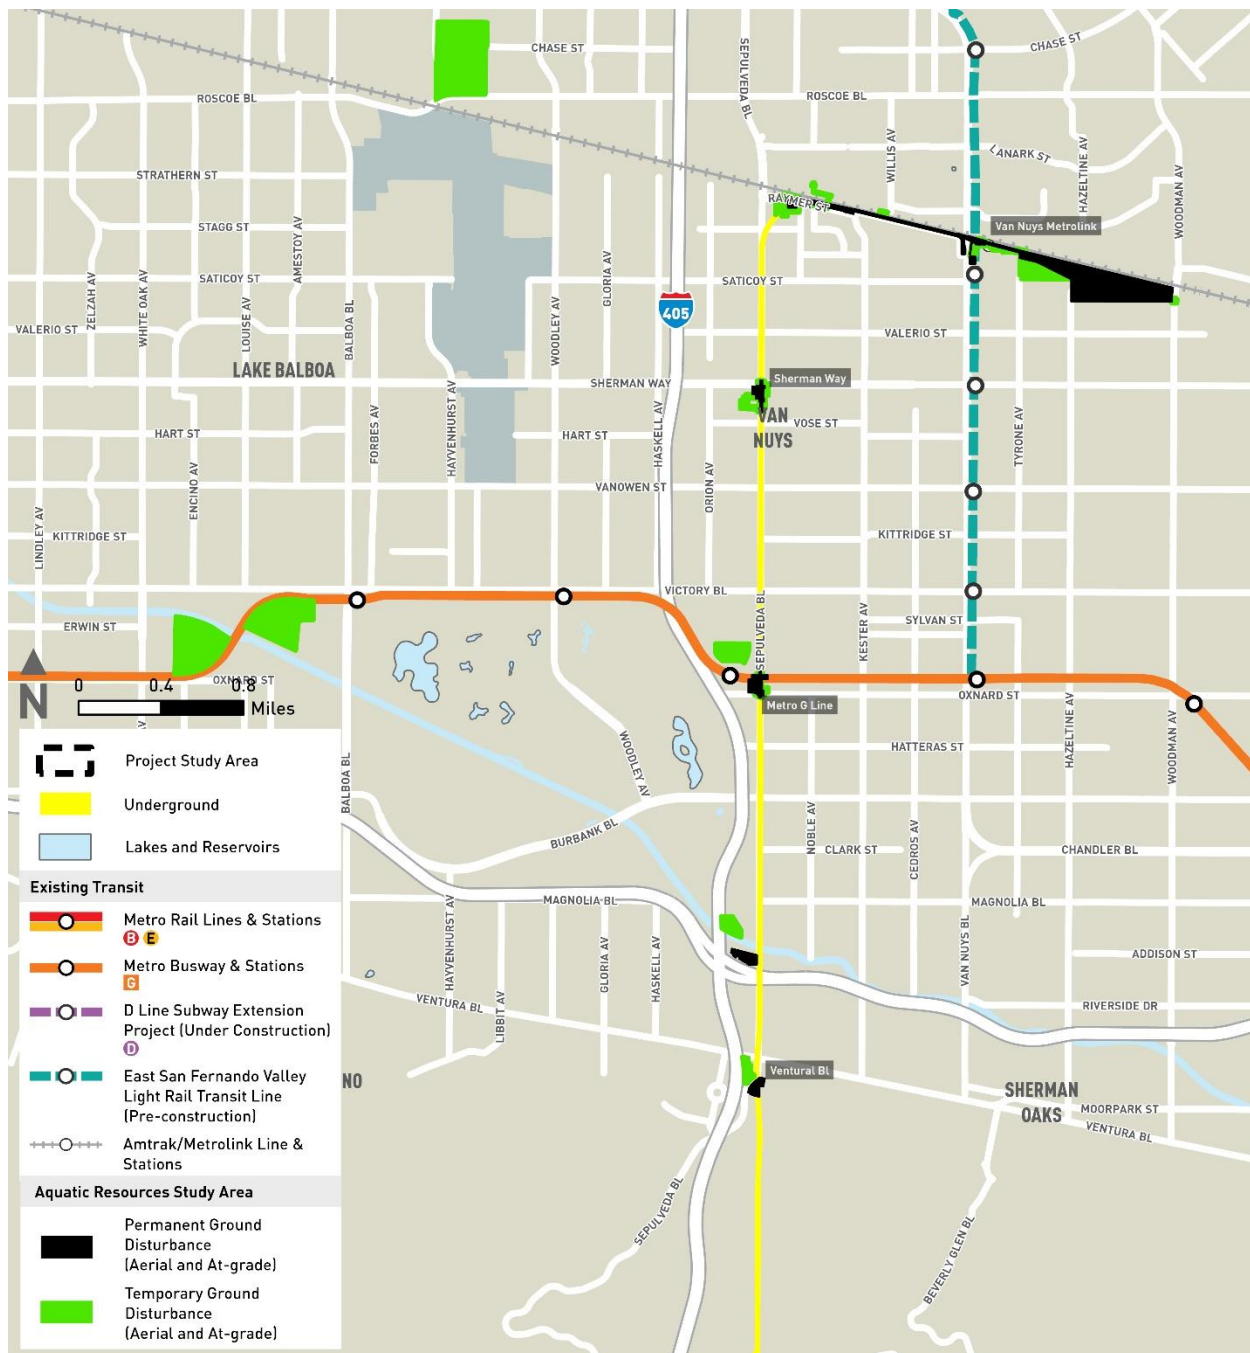 CHASE ST
SEPULVEDA BL
CHASE ST
ROSCOE BL
ROSCOE BL
WILLIS AV
LANARK ST
HAZELTINE AV
WOODMAN AV
STRATHERN ST
RAYMER ST
STAGG ST
AMESTOY AV
Van Nuys Metrolink
SATICOY ST
GLORIA AV
SATICOY ST
ZELZAH AV
WHITE OAK AV
LOUISE AV
BALBOA BL
WOODLEY AV
405
VALERIO ST
VALERIO ST
LAKE BALBOA
SHERMAN WAY
Sherman Way
HAYVENHURST AV
HASKELL AV
VAN
NUYS
VOSE ST
HART ST
FORBES AV
HART ST
TYRONE AV
ENCINO AV
VANOWEN ST
ORION AV
LINDLEY AV
KITTRIDGE ST
KITTRIDGE ST
VICTORY BL
SEPULVEDA BL
KESTER AV
SYLVAN ST
ERWIN ST
OXNARD ST
OXNARD ST
N
0
0.4
0.8
Miles
Metro G Line
HATTERAS ST
HAZELTINE AV
WOODMAN AV
WOODLEY AV
BALBOA BL
BURBANK BL
NOBLE AV
CEDROS AV
CLARK ST
CHANDLER BL
MAGNOLIA BL
MAGNOLIA BL
HAYVENHURST AV
GLORIA AV
HASKELL AV
VAN NUYS BL
ADDISON ST
VENTURA BL
LIBBIT AV
RIVERSIDE DR
NO
Ventural Bl
SHERMAN
OAKS
MOORPARK ST
VENTURA BL
SEPULVEDA BL
BEVERLY GLEN BL
Project Study Area
Underground
Lakes and Reservoirs
Existing Transit
Metro Rail Lines & Stations
B E
Metro Busway & Stations
G
D Line Subway Extension
Project (Under Construction)
D
East San Fernando Valley
Light Rail Transit Line
(Pre-construction)
Amtrak/Metrolink Line &
Stations
Aquatic Resources Study Area
Permanent Ground
Disturbance
(Aerial and At-grade)
Temporary Ground
Disturbance
(Aerial and At-grade)